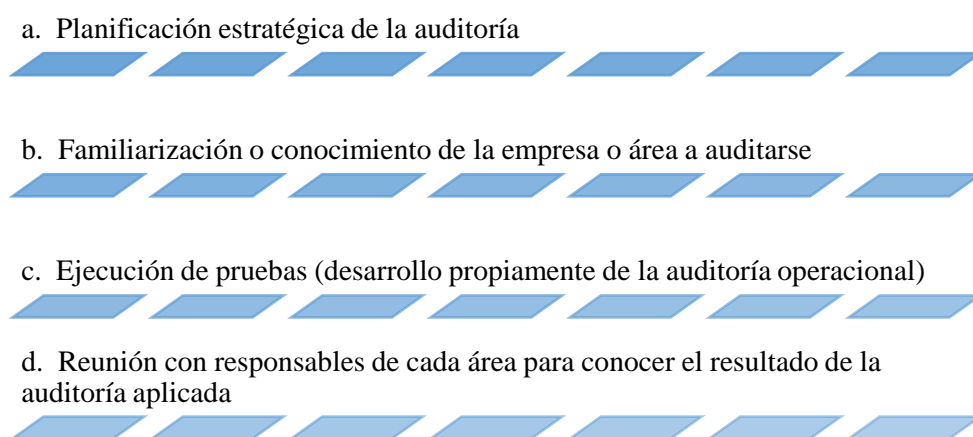 a. Planificación estratégica de la auditoría
b. Familiarización o conocimiento de la empresa o área a auditarse
c. Ejecución de pruebas (desarrollo propiamente de la auditoría operacional)
d. Reunión con responsables de cada área para conocer el resultado de la
auditoría aplicada